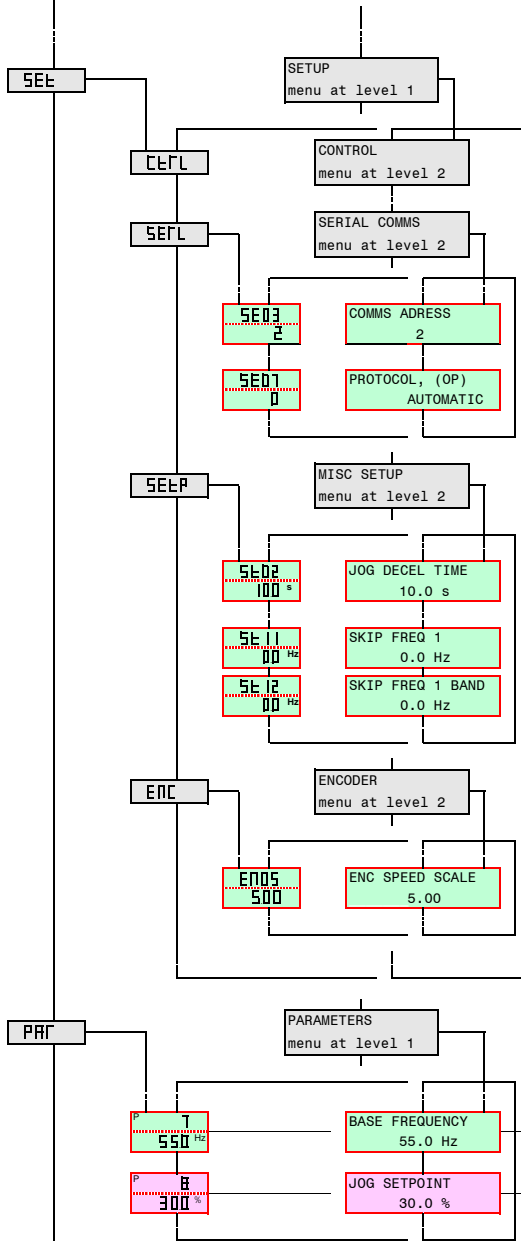 SEt
SETUP
menu at level 1
CtrL
CONTROL
menu at level 2
SErL
SERIAL COMMS
menu at level 2
SE03
2
COMMS ADRESS
2
SE07
0
PROTOCOL, (OP)
AUTOMATIC
SEtP
MISC SETUP
menu at level 2
St02
100 s
JOG DECEL TIME
10.0 s
St11
00 Hz
SKIP FREQ 1
0.0 Hz
St12
00 Hz
SKIP FREQ 1 BAND
0.0 Hz
EnC
ENCODER
menu at level 2
En05
500
ENC SPEED SCALE
5.00
PAr
PARAMETERS
menu at level 1
P 7
550 Hz
BASE FREQUENCY
55.0 Hz
P 8
300 %
JOG SETPOINT
30.0 %